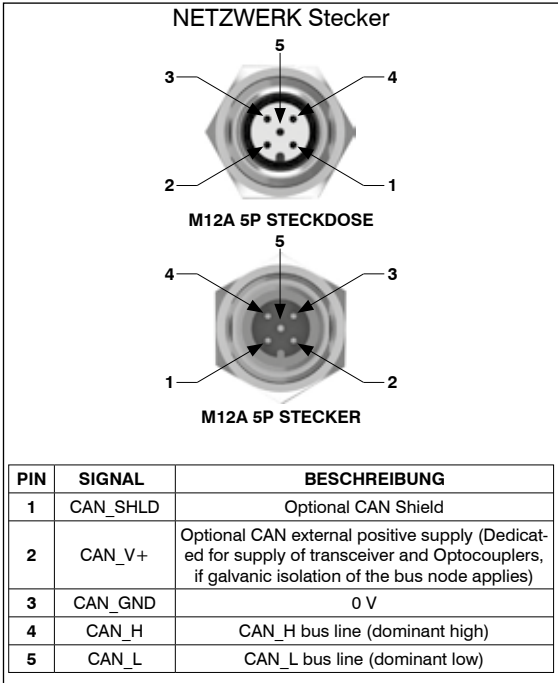 NETZWERK Stecker
5
3 4
2 1
M12A 5P STECKDOSE
5
4 3
1 2
M12A 5P STECKER
PIN SIGNAL BESCHREIBUNG
1 CAN_SHLD Optional CAN Shield
2 CAN_V+ Optional CAN external positive supply (Dedicat-
ed for supply of transceiver and Optocouplers,
if galvanic isolation of the bus node applies)
3 CAN_GND 0 V
4 CAN_H CAN_H bus line (dominant high)
5 CAN_L CAN_L bus line (dominant low)